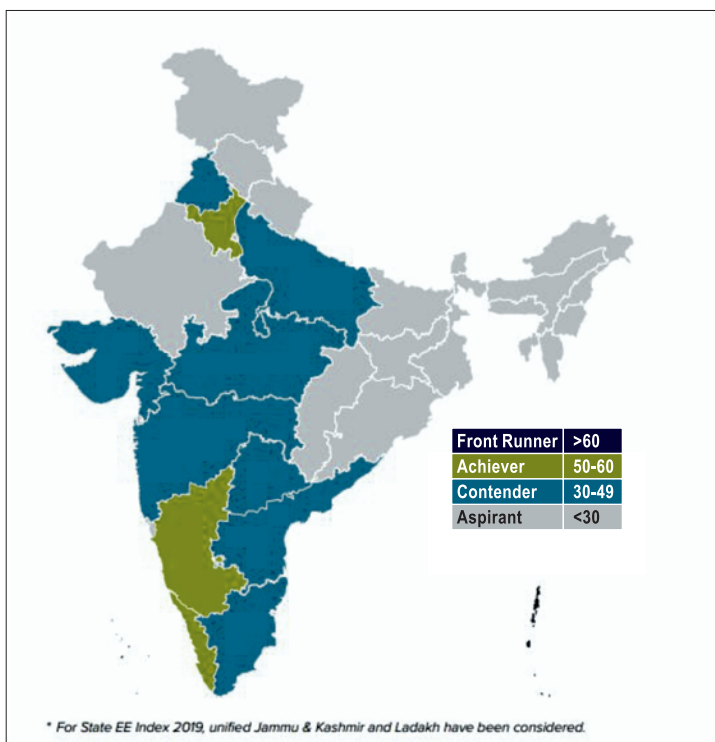 Front Runner >60
Achiever 50-60
Contender 30-49
Aspirant <30
* For State EE Index 2019, unified Jammu & Kashmir and Ladakh have been considered.